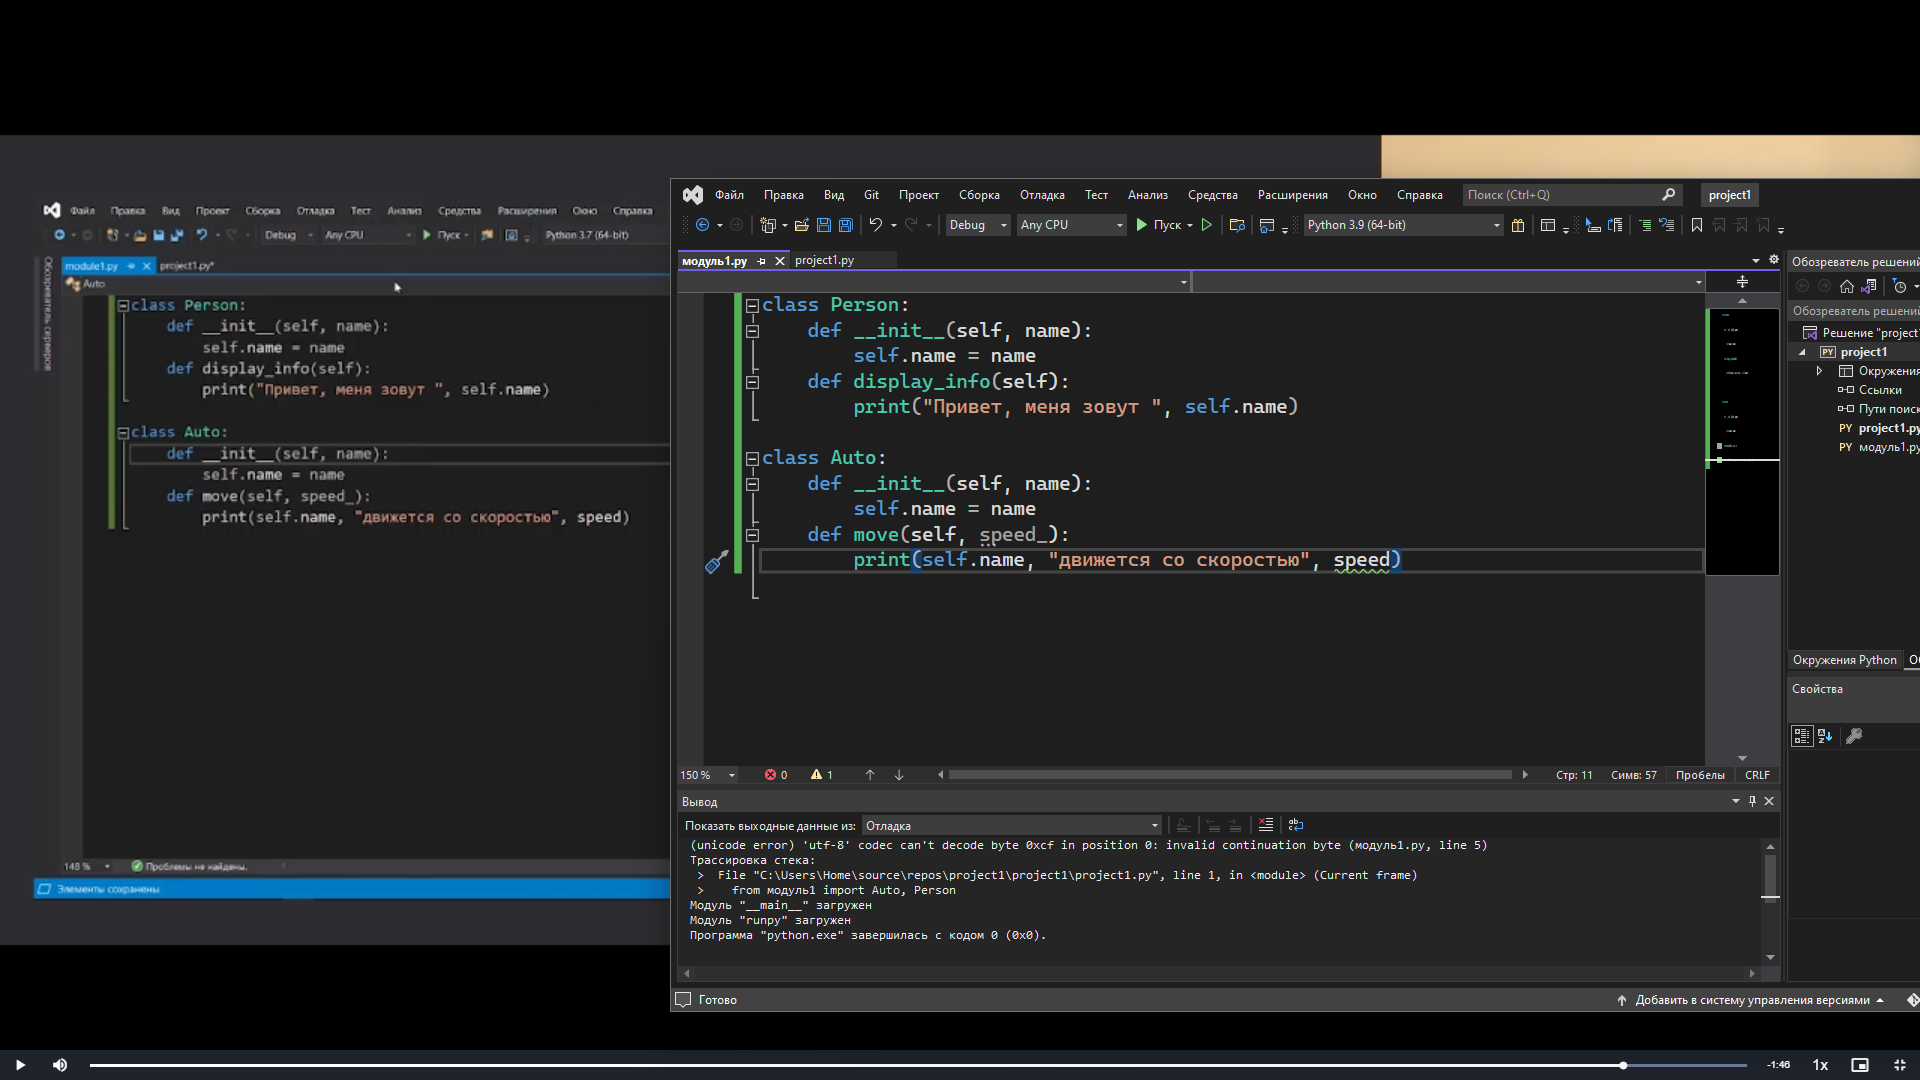 Файл Правка Вид Проект Сборка Отладка Тест Анализ Средства Расширения Окно Справка
Debug Any CPU Пуск Python 3.7 (64-bit)
Обозреватель серверов
module1.py project1.py*
Auto
class Person:
def __init__(self, name):
self.name = name
def display_info(self):
print("Привет, меня зовут ", self.name)
class Auto:
def __init__(self, name):
self.name = name
def move(self, speed_):
print(self.name, "движется со скоростью", speed)
148 % Проблемы не найдены.
Элементы сохранены
Файл Правка Вид Git Проект Сборка Отладка Тест Анализ Средства Расширения Окно Справка Поиск (Ctrl+Q) project1
Debug Any CPU Пуск Python 3.9 (64-bit)
модуль1.py project1.py
class Person:
def __init__(self, name):
self.name = name
def display_info(self):
print("Привет, меня зовут ", self.name)
class Auto:
def __init__(self, name):
self.name = name
def move(self, speed_):
print(self.name, "движется со скоростью", speed)
150 % 0 1 Стр: 11 Симв: 57 Пробелы CRLF
Вывод
Показать выходные данные из: Отладка
(unicode error) 'utf-8' codec can't decode byte 0xcf in position 0: invalid continuation byte (модуль1.py, line 5)
Трассировка стека:
> File "C:\Users\Home\source\repos\project1\project1\project1.py", line 1, in <module> (Current frame)
> from модуль1 import Auto, Person
Модуль "__main__" загружен
Модуль "runpy" загружен
Программа "python.exe" завершилась с кодом 0 (0x0).
Готово Добавить в систему управления версиями
Обозреватель решений
Обозреватель решений
Решение "project1
PY project1
Окружения
Ссылки
Пути поиск
PY project1.py
PY модуль1.py
Окружения Python Об
Свойства
-1:46 1x